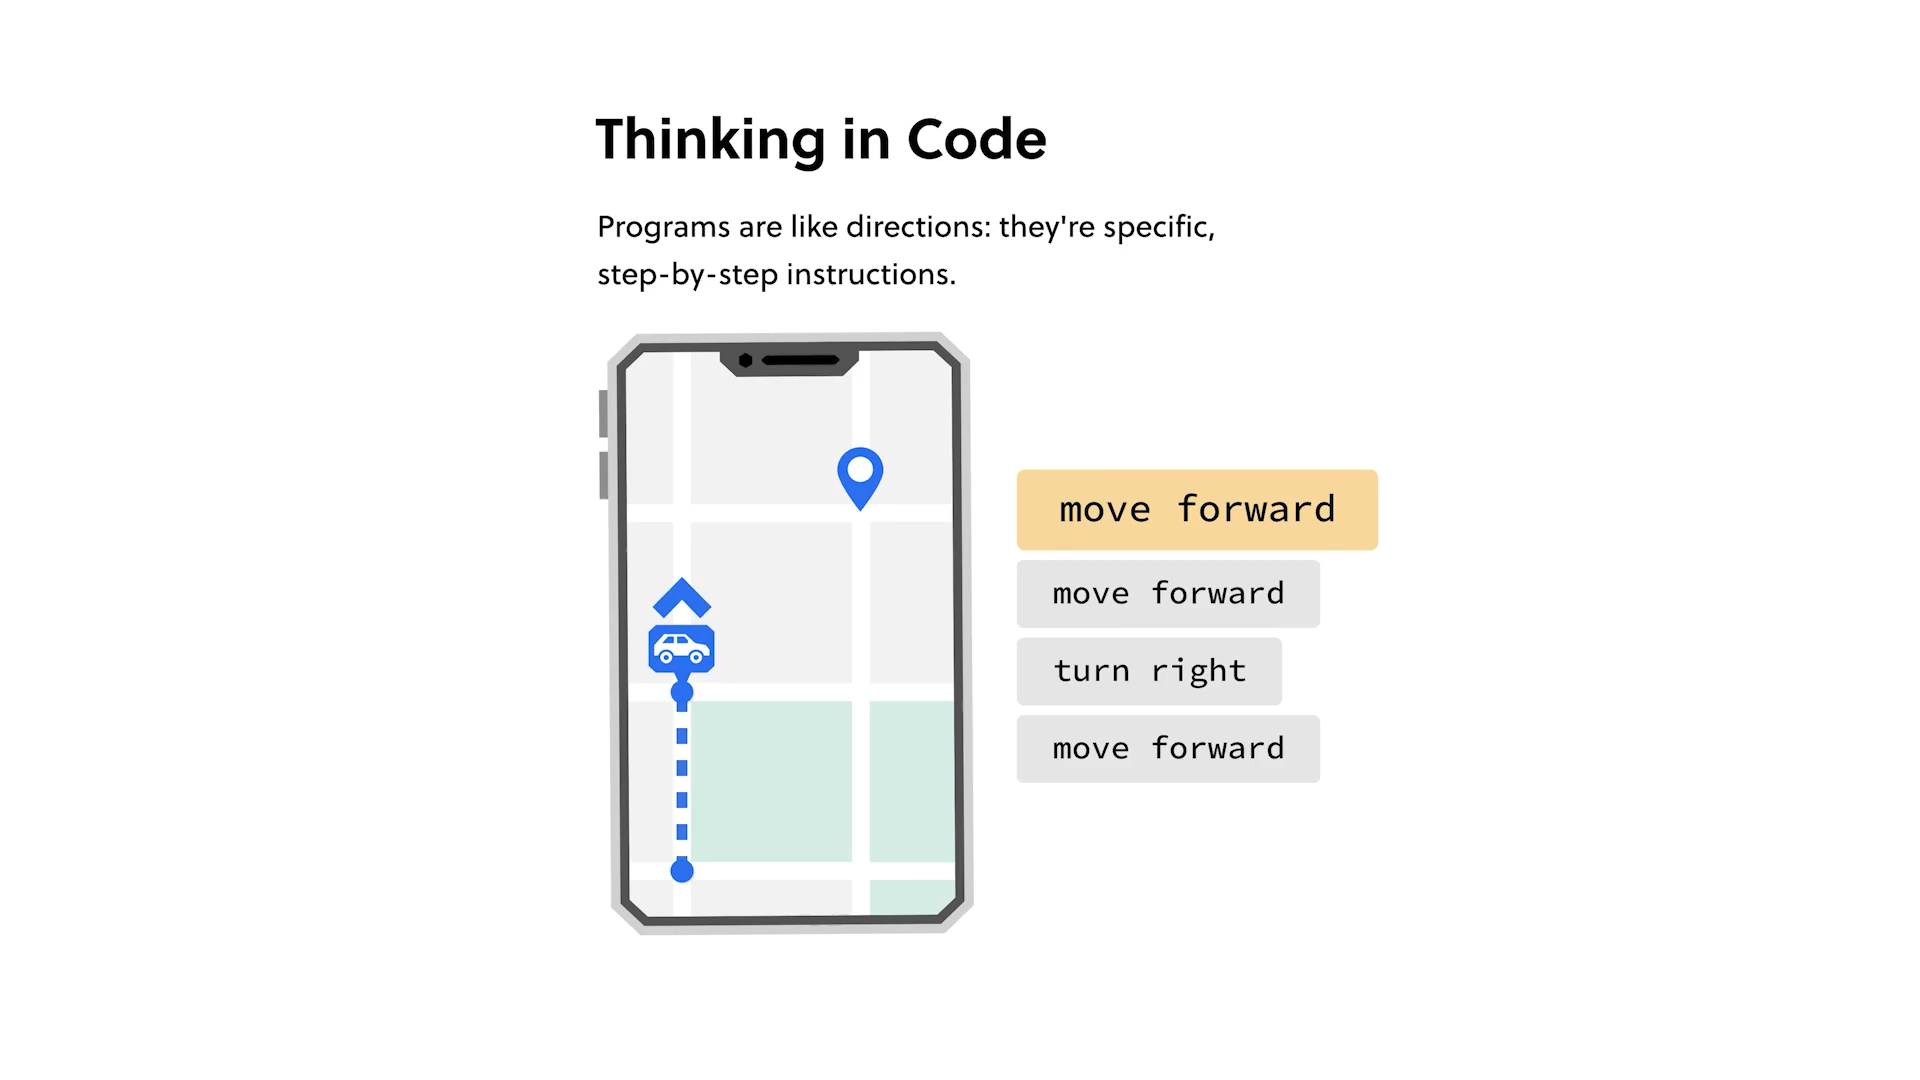 Thinking in Code
Programs are like directions: they're specific,
step-by-step instructions.
move forward
move forward
turn right
move forward